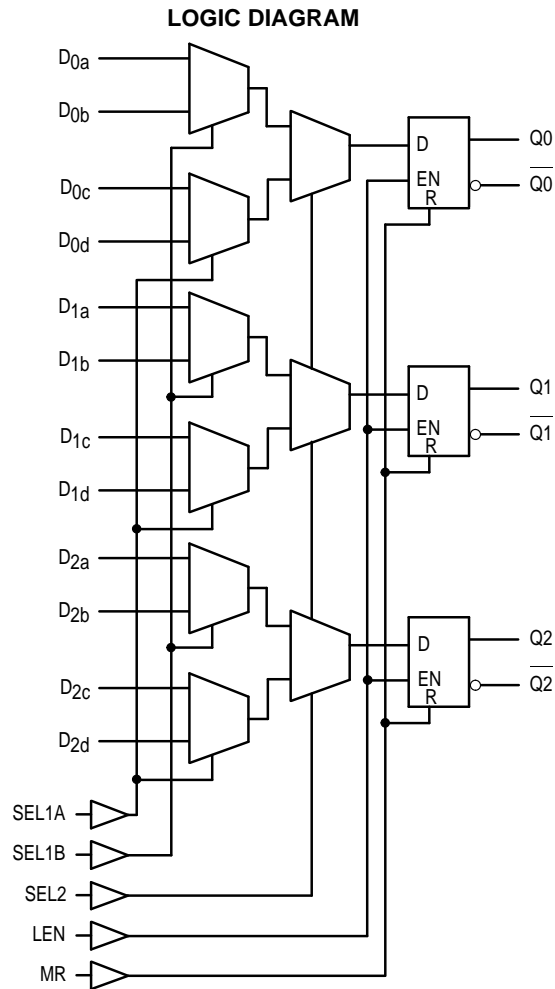 LOGIC DIAGRAM
D0a
D0b
D0c
D0d
D EN R
Q0
Q0
D1a
D1b
D1c
D1d
D EN R
Q1
Q1
D2a
D2b
D2c
D2d
D EN R
Q2
Q2
SEL1A
SEL1B
SEL2
LEN
MR